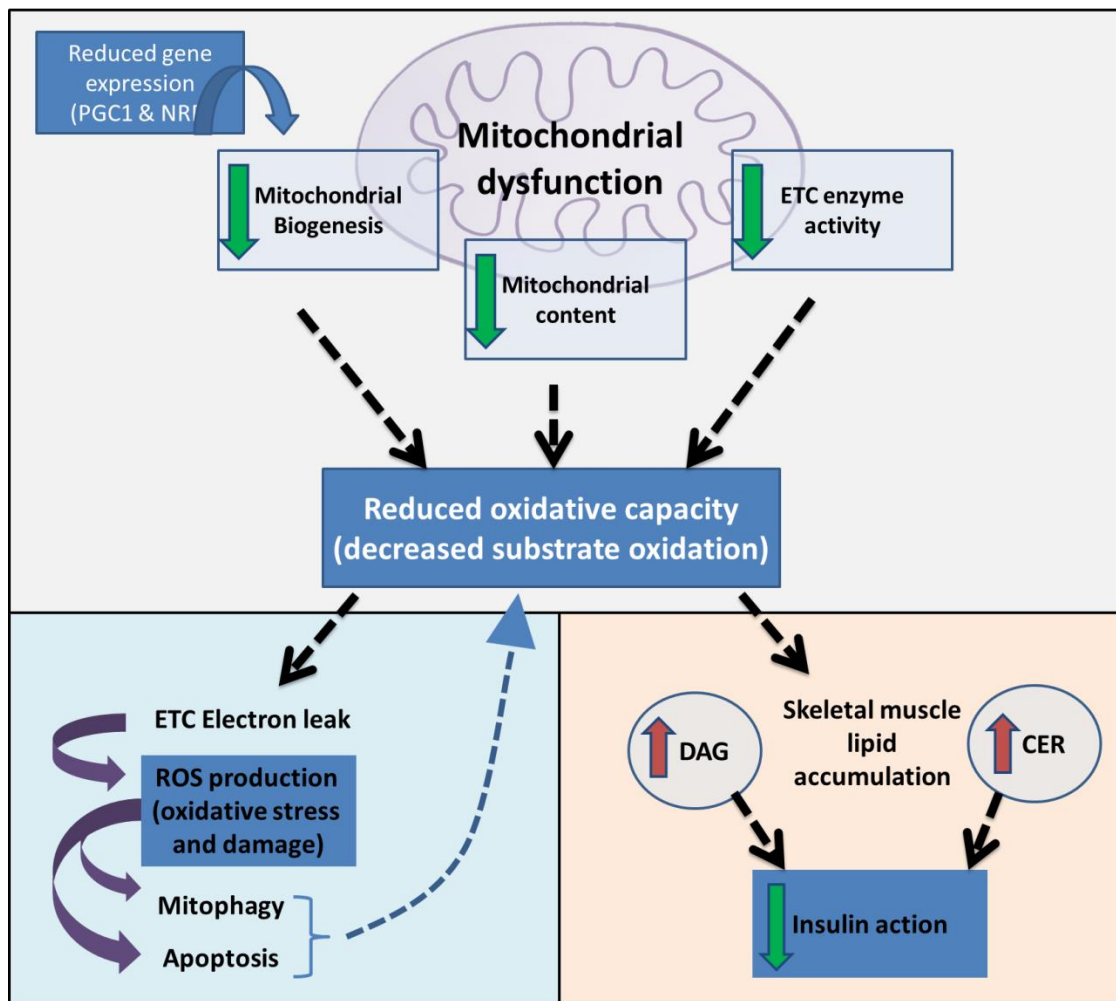 Reduced gene
expression
(PGC1 & NRF
Mitochondrial
dysfunction
Mitochondrial
Biogenesis
ETC enzyme
activity
Mitochondrial
content
Reduced oxidative capacity
(decreased substrate oxidation)
ETC Electron leak
ROS production
(oxidative stress
and damage)
Mitophagy
Apoptosis
DAG
Skeletal muscle
lipid
accumulation
CER
Insulin action